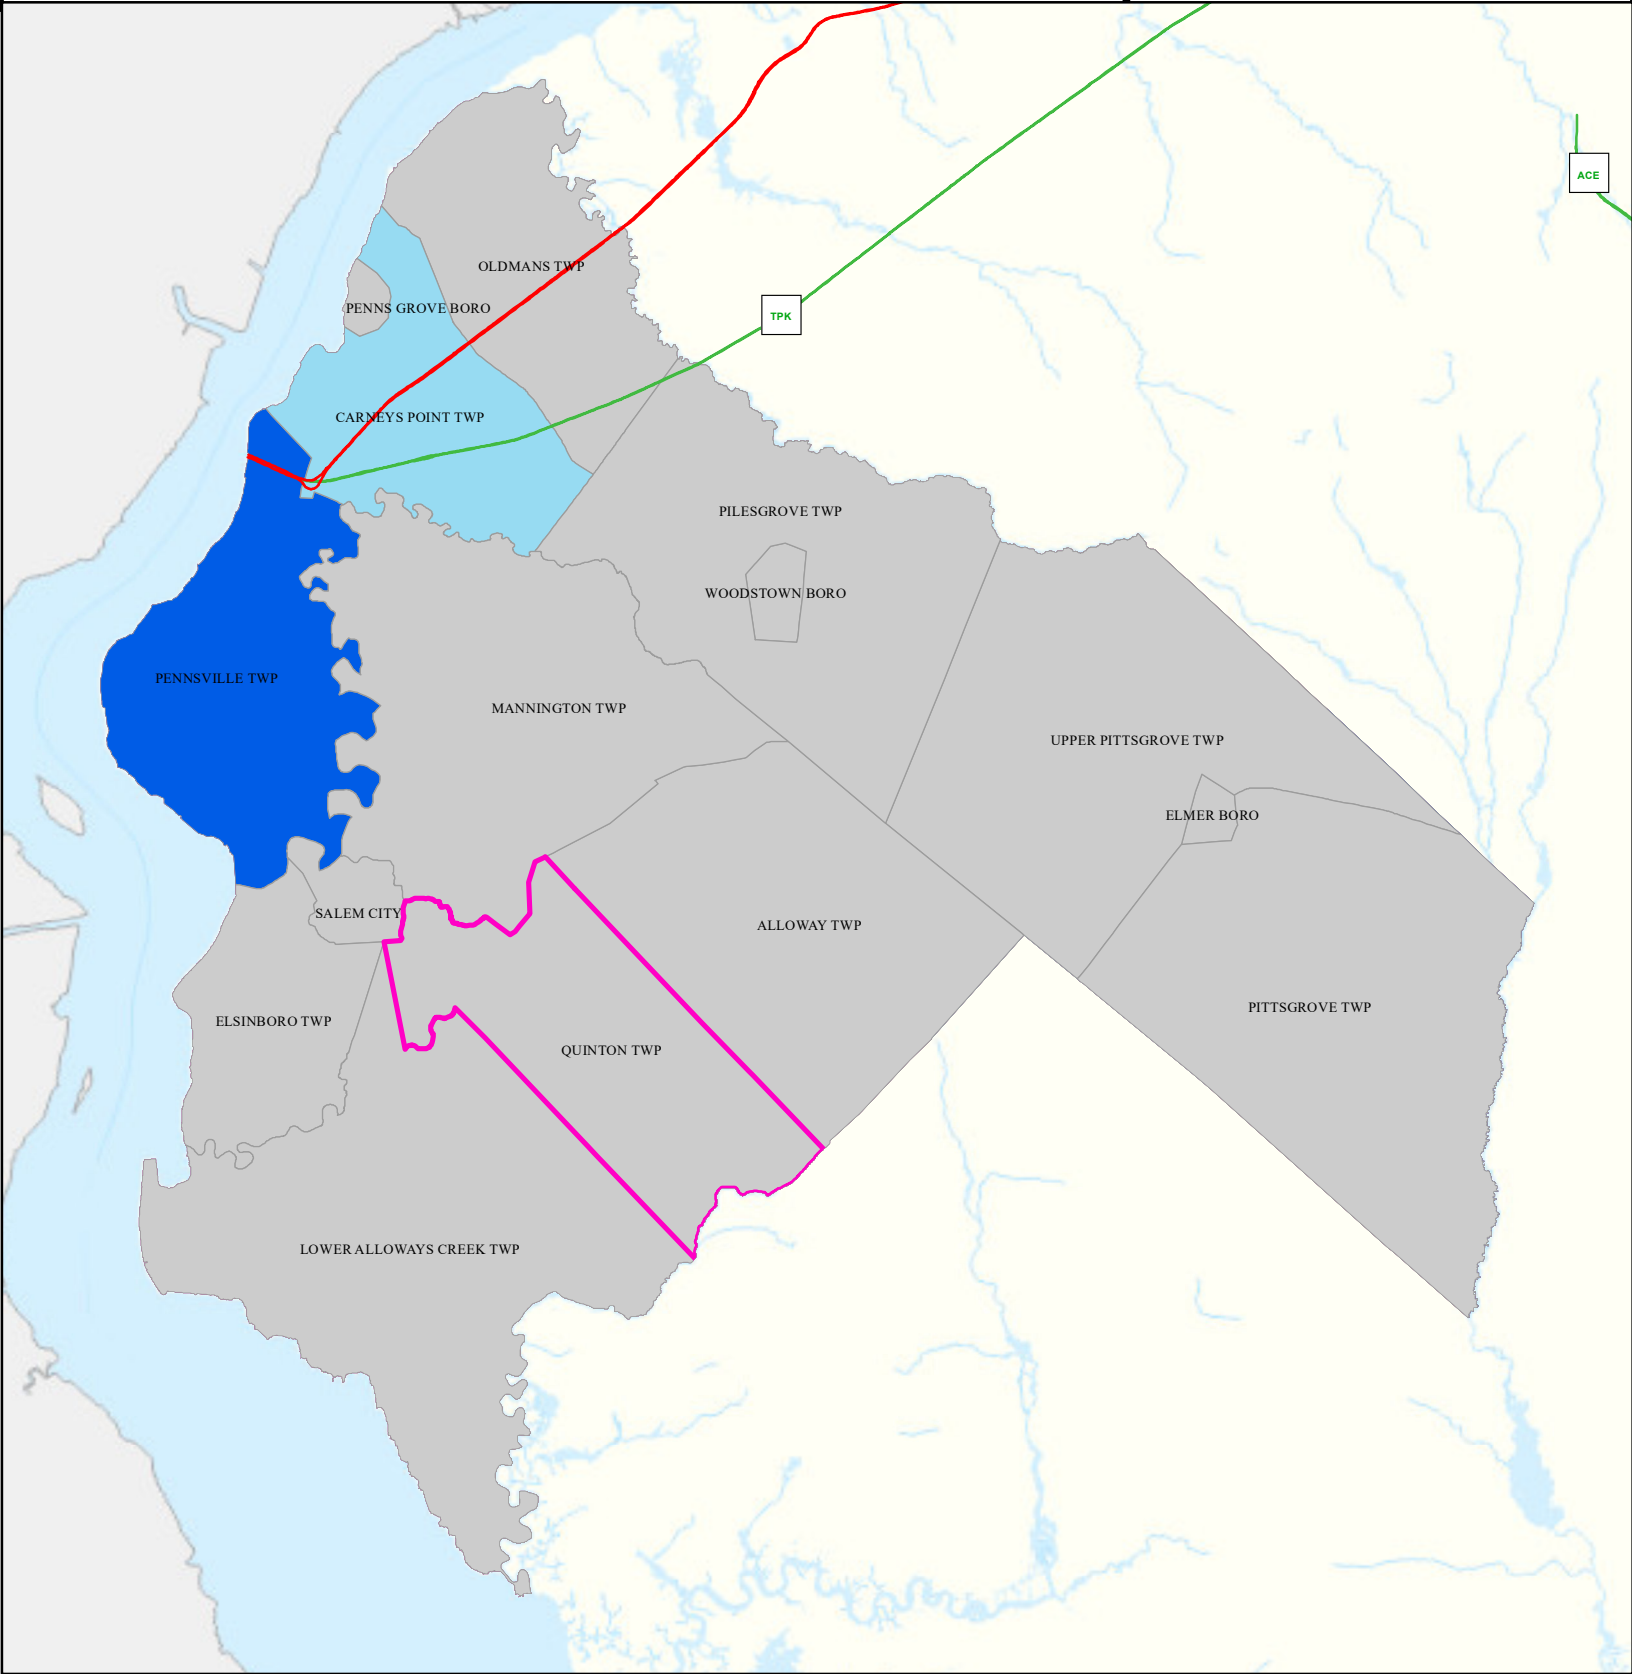 ACE
OLDMANS TWP
PENNS GROVE BORO
TPK
CARNEYS POINT TWP
PILESGROVE TWP
WOODSTOWN BORO
PENNSVILLE TWP
MANNINGTON TWP
UPPER PITTSGROVE TWP
ELMER BORO
SALEM CITY
ALLOWAY TWP
PITTSGROVE TWP
ELSINBORO TWP
QUINTON TWP
LOWER ALLOWAYS CREEK TWP